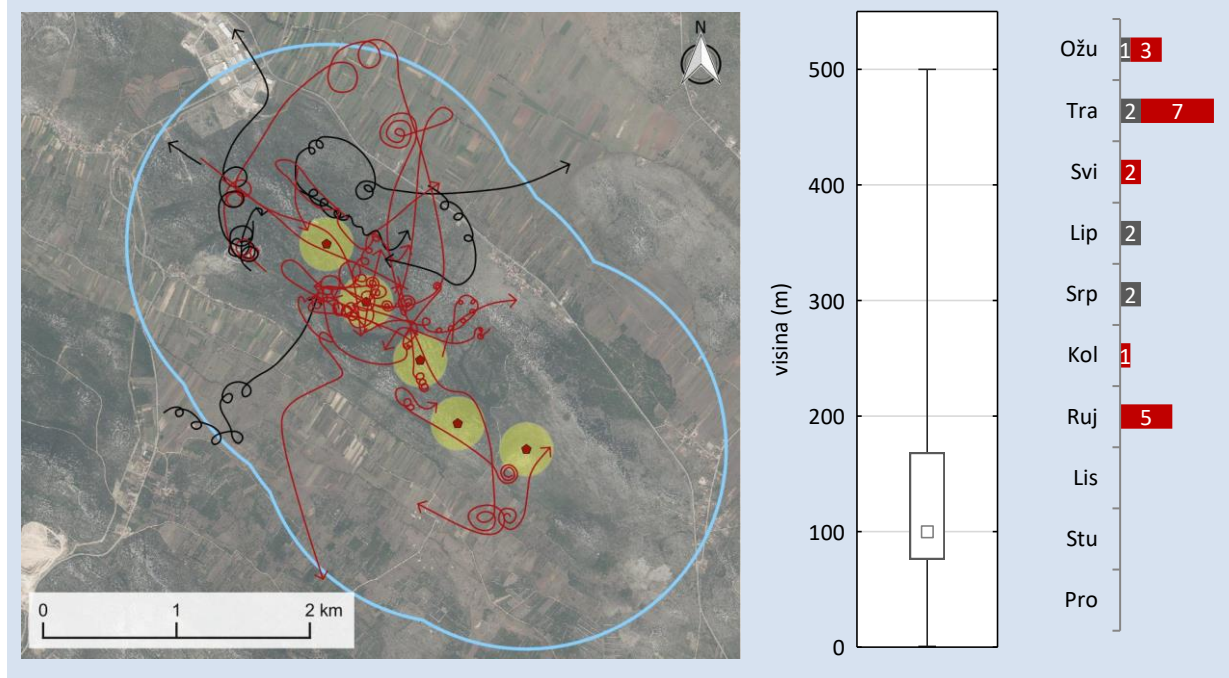 N
0 1 2 km
visina (m)
500
400
300
200
100
0
Ožu 1 3
Tra 2 7
Svi 2
Lip 2
Srp 2
Kol 1
Ruj 5
Lis
Stu
Pro